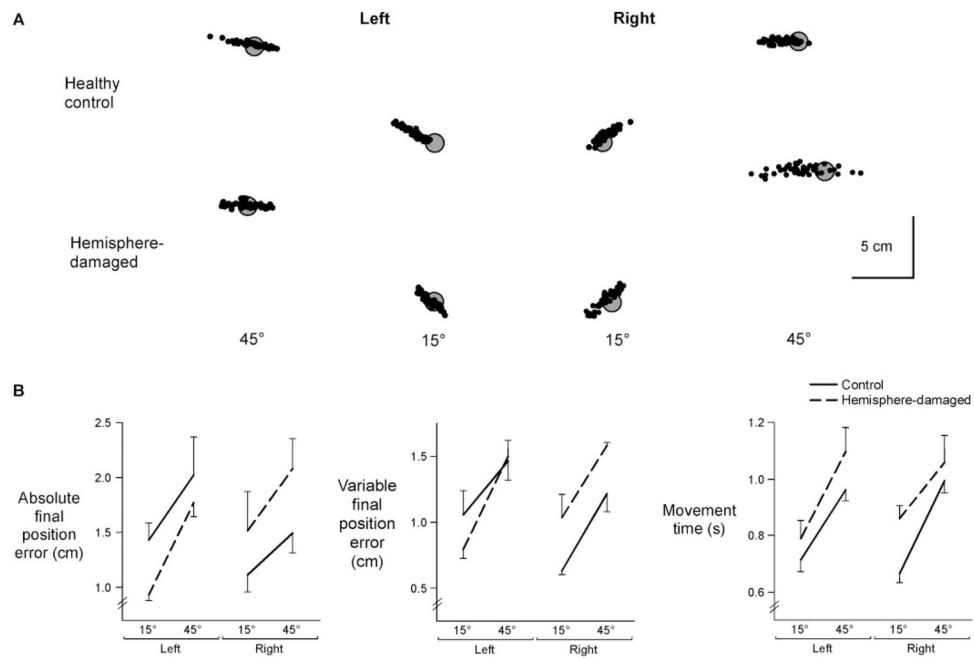 A
Left
Right
Healthy
control
Hemisphere-
damaged
5 cm
45°
15°
15°
45°
B
Control
Hemisphere-damaged
Absolute
final
position
error (cm)
2.5
2.0
1.5
1.0
15°
45°
15°
45°
Left
Right
Variable
final
position
error (cm)
1.5
1.0
0.5
15°
45°
15°
45°
Left
Right
Movement
time (s)
1.2
1.0
0.8
0.6
15°
45°
15°
45°
Left
Right